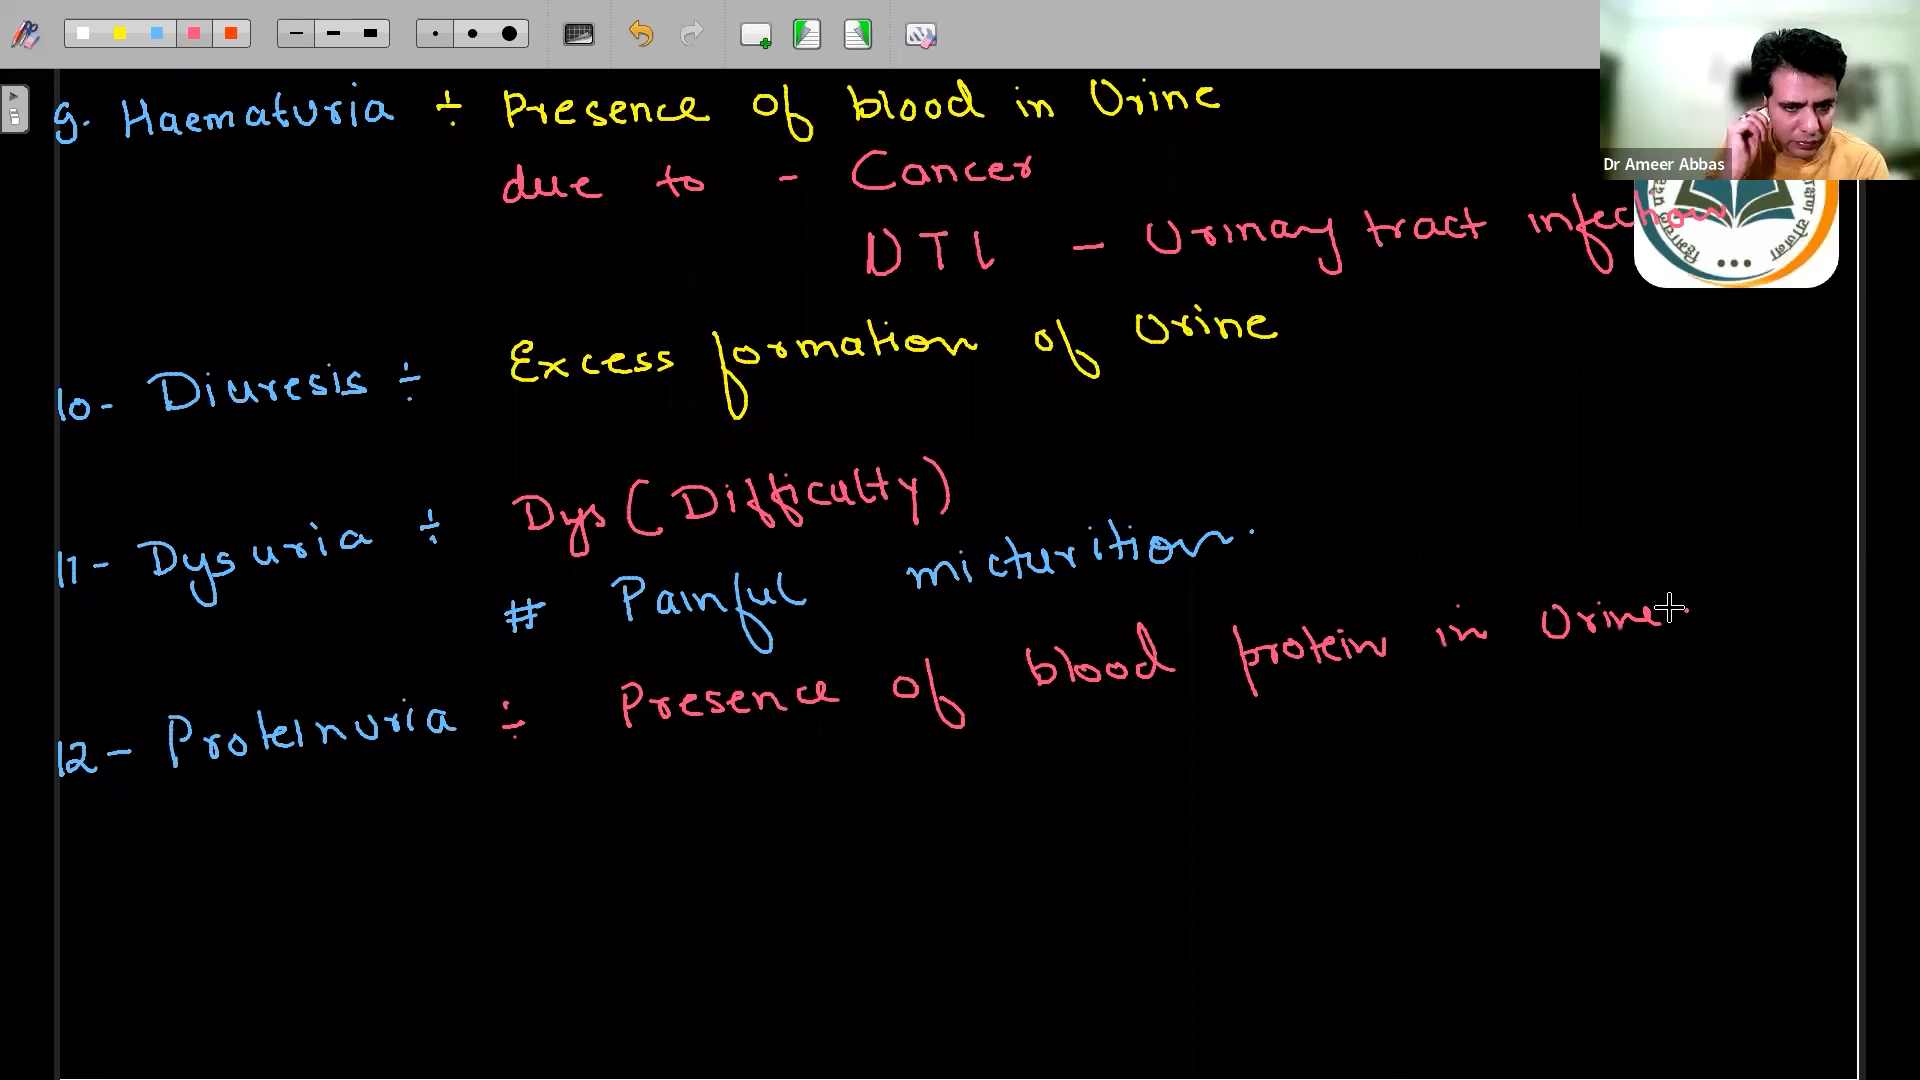 Dr Ameer Abbas
9. Haematuria ÷ Presence of blood in Urine
due to - Cancer
UTI - Urinary tract infection
10- Diuresis ÷ Excess formation of Urine
11- Dysuria ÷ Dys (Difficulty)
# Painful micturition.
12- Proteinuria ÷ Presence of blood protein in Urine.